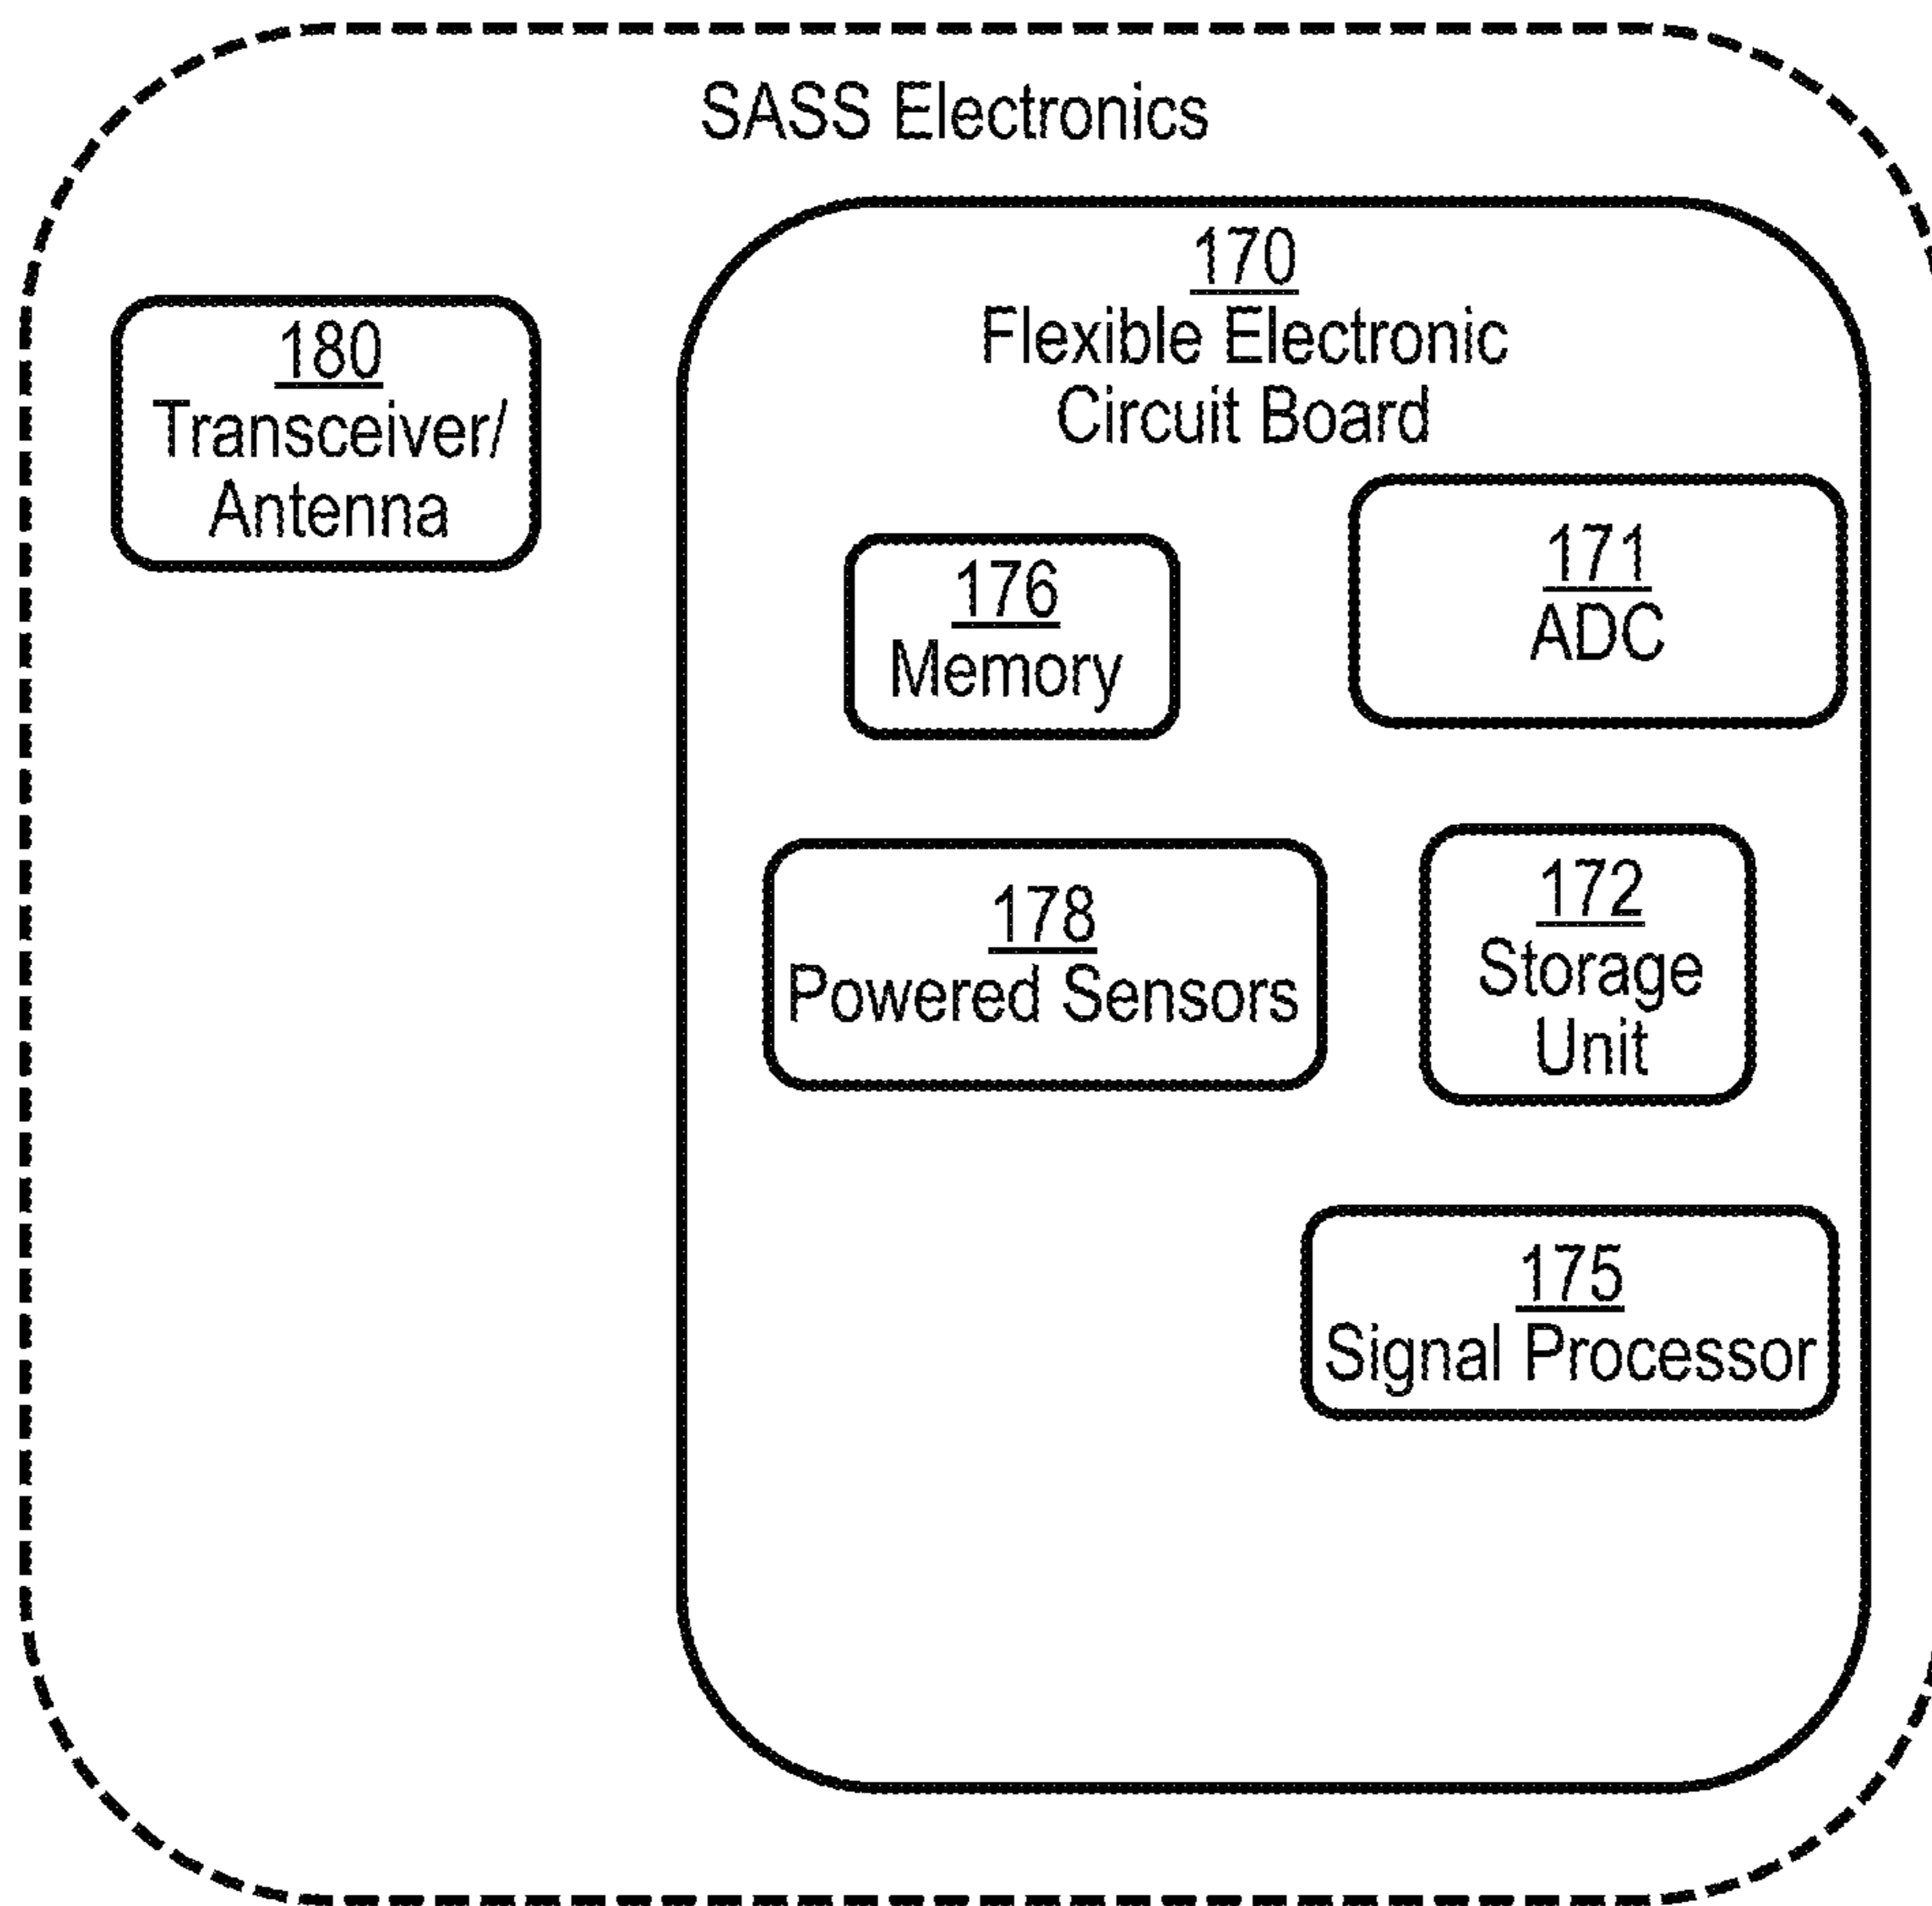 SASS Electronics
180
Transceiver/
Antenna
170
Flexible Electronic
Circuit Board
176
Memory
171
ADC
178
Powered Sensors
172
Storage
Unit
175
Signal Processor